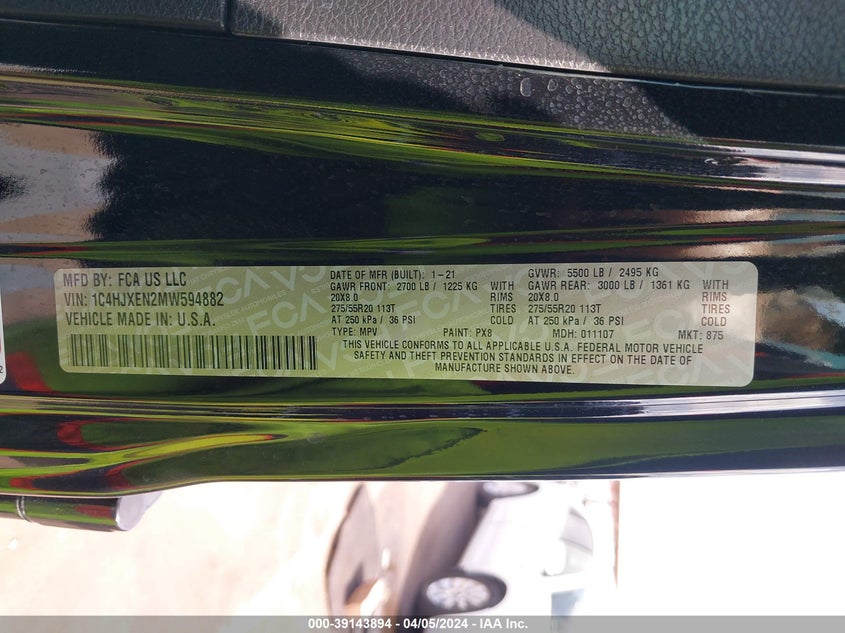 MFD BY: FCA US LLC
VIN: 1C4HJXEN2MW594882
VEHICLE MADE IN: U.S.A.
DATE OF MFR (BUILT): 1-21
GVWR: 5500 LB / 2495 KG
GAWR FRONT: 2700 LB / 1225 KG WITH
GAWR REAR: 3000 LB / 1361 KG WITH
20X8.0 RIMS
20X8.0 RIMS
275/55R20 113T TIRES
275/55R20 113T TIRES
AT 250 kPa / 36 PSI COLD
AT 250 kPa / 36 PSI COLD
TYPE: MPV PAINT: PX8 MDH: 011107 MKT: 875
THIS VEHICLE CONFORMS TO ALL APPLICABLE U.S.A. FEDERAL MOTOR VEHICLE
SAFETY AND THEFT PREVENTION STANDARDS IN EFFECT ON THE DATE OF
MANUFACTURE SHOWN ABOVE.
2
000-39143894 | 04/05/2024 - IAA Inc.